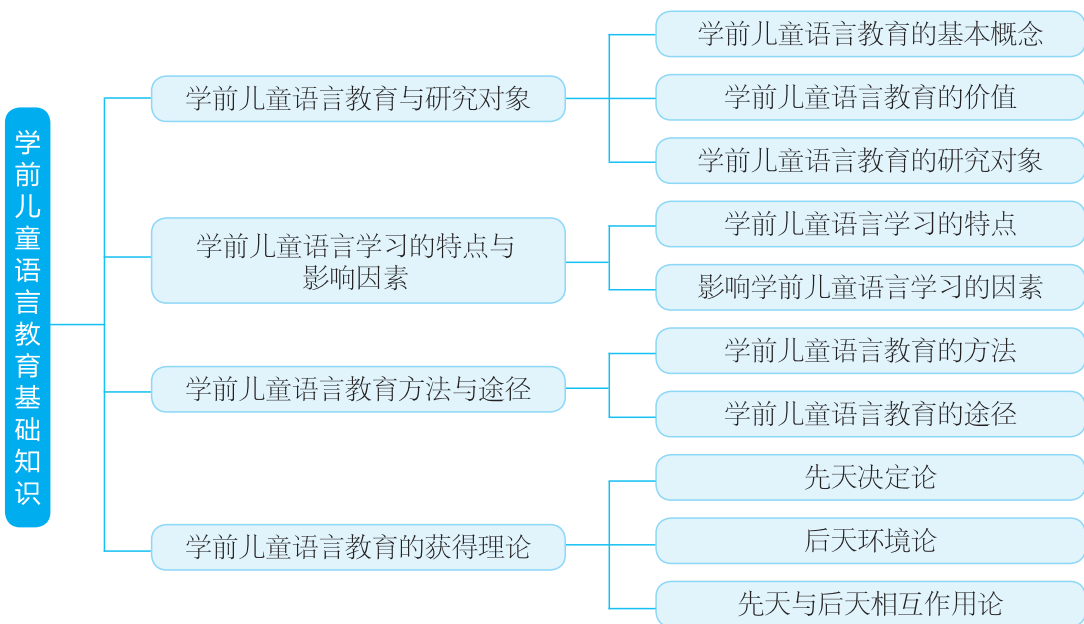 学前儿童语言教育基础知识
学前儿童语言教育与研究对象
学前儿童语言教育的基本概念
学前儿童语言教育的价值
学前儿童语言教育的研究对象
学前儿童语言学习的特点与
影响因素
学前儿童语言学习的特点
影响学前儿童语言学习的因素
学前儿童语言教育方法与途径
学前儿童语言教育的方法
学前儿童语言教育的途径
学前儿童语言教育的获得理论
先天决定论
后天环境论
先天与后天相互作用论